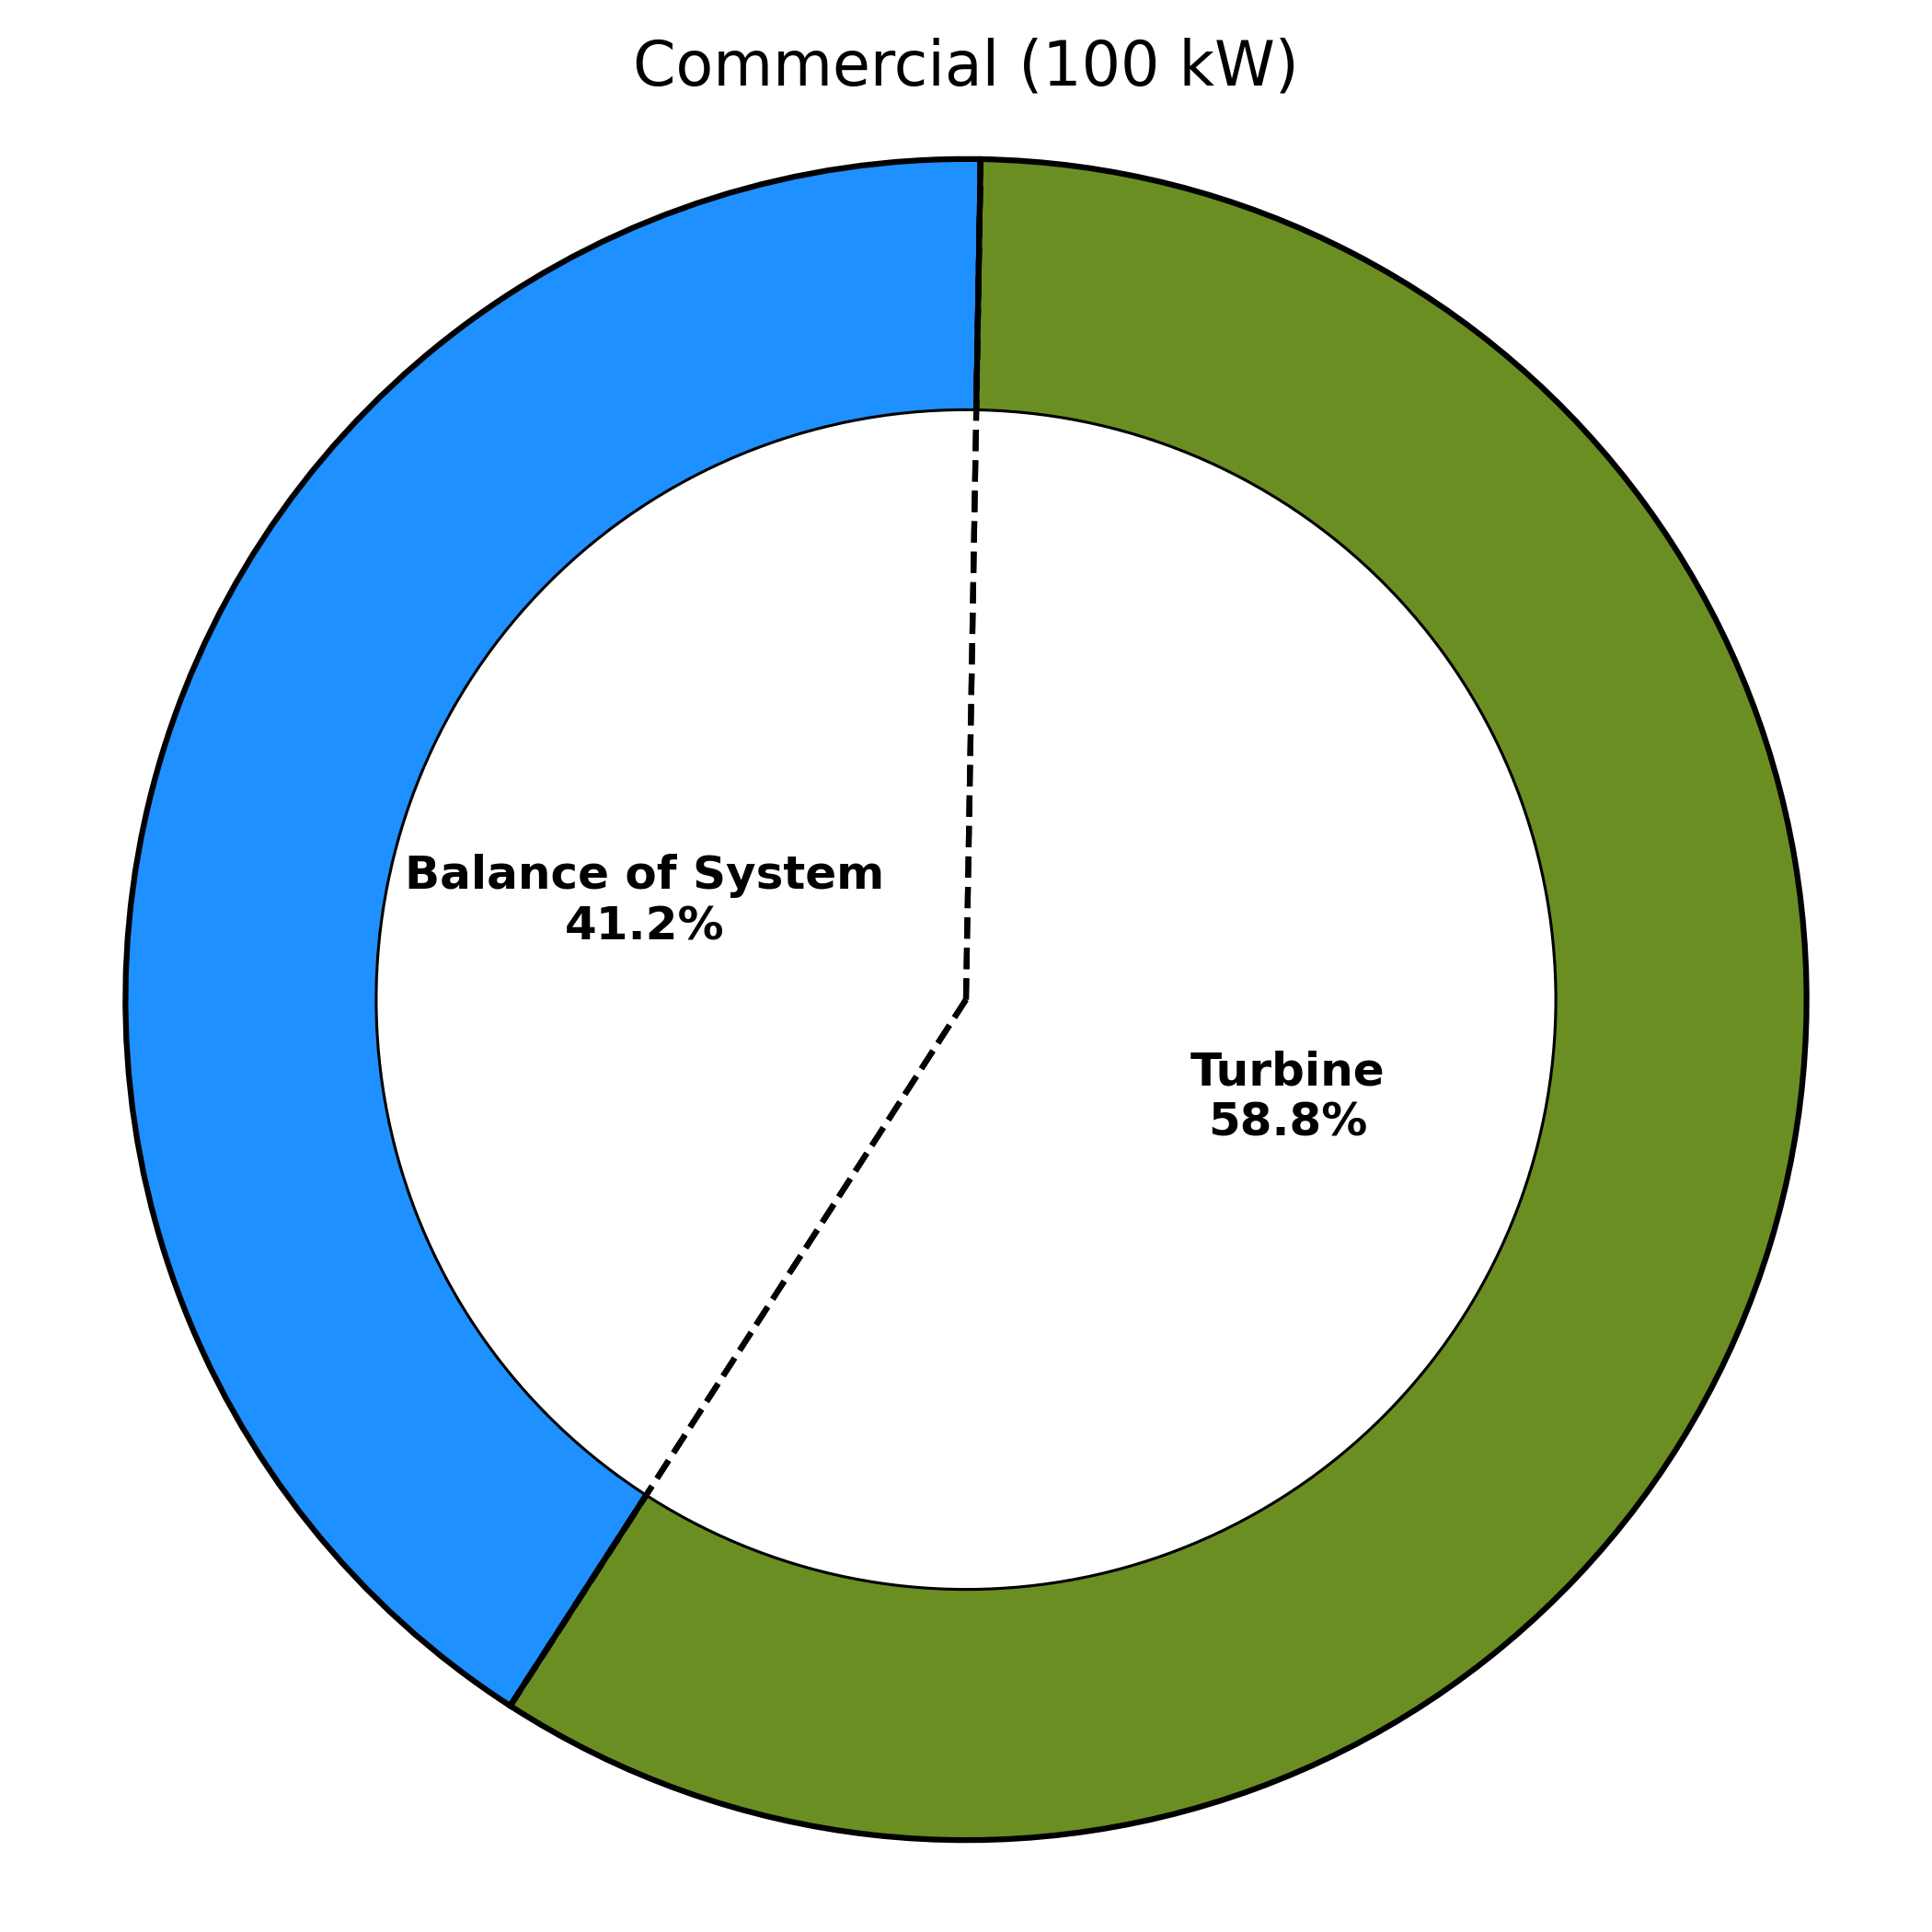 Commercial (100 kW)
Balance of System
41.2%
Turbine
58.8%